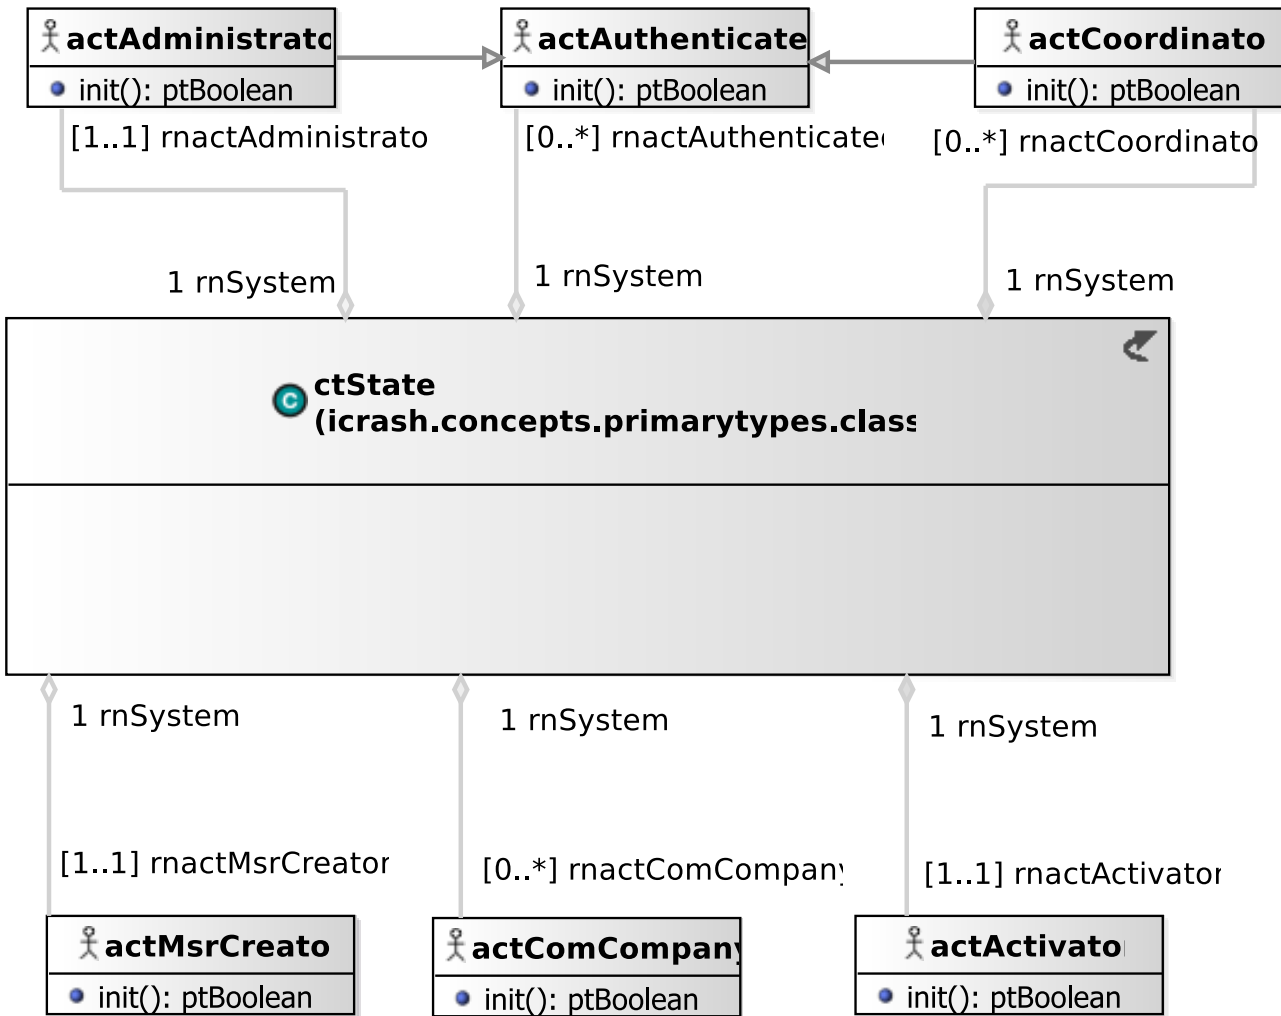 actAdministrato
actAuthenticate
actCoordinato
init(): ptBoolean
init(): ptBoolean
init(): ptBoolean
[1..1] rnactAdministrato
[0..*] rnactAuthenticated
[0..*] rnactCoordinato
1 rnSystem
1 rnSystem
1 rnSystem
C
ctState
(icrash.concepts.primarytypes.class
1 rnSystem
1 rnSystem
1 rnSystem
[1..1] rnactMsrCreator
[0..*] rnactComCompany
[1..1] rnactActivator
actMsrCreato
actComCompany
actActivator
init(): ptBoolean
init(): ptBoolean
init(): ptBoolean